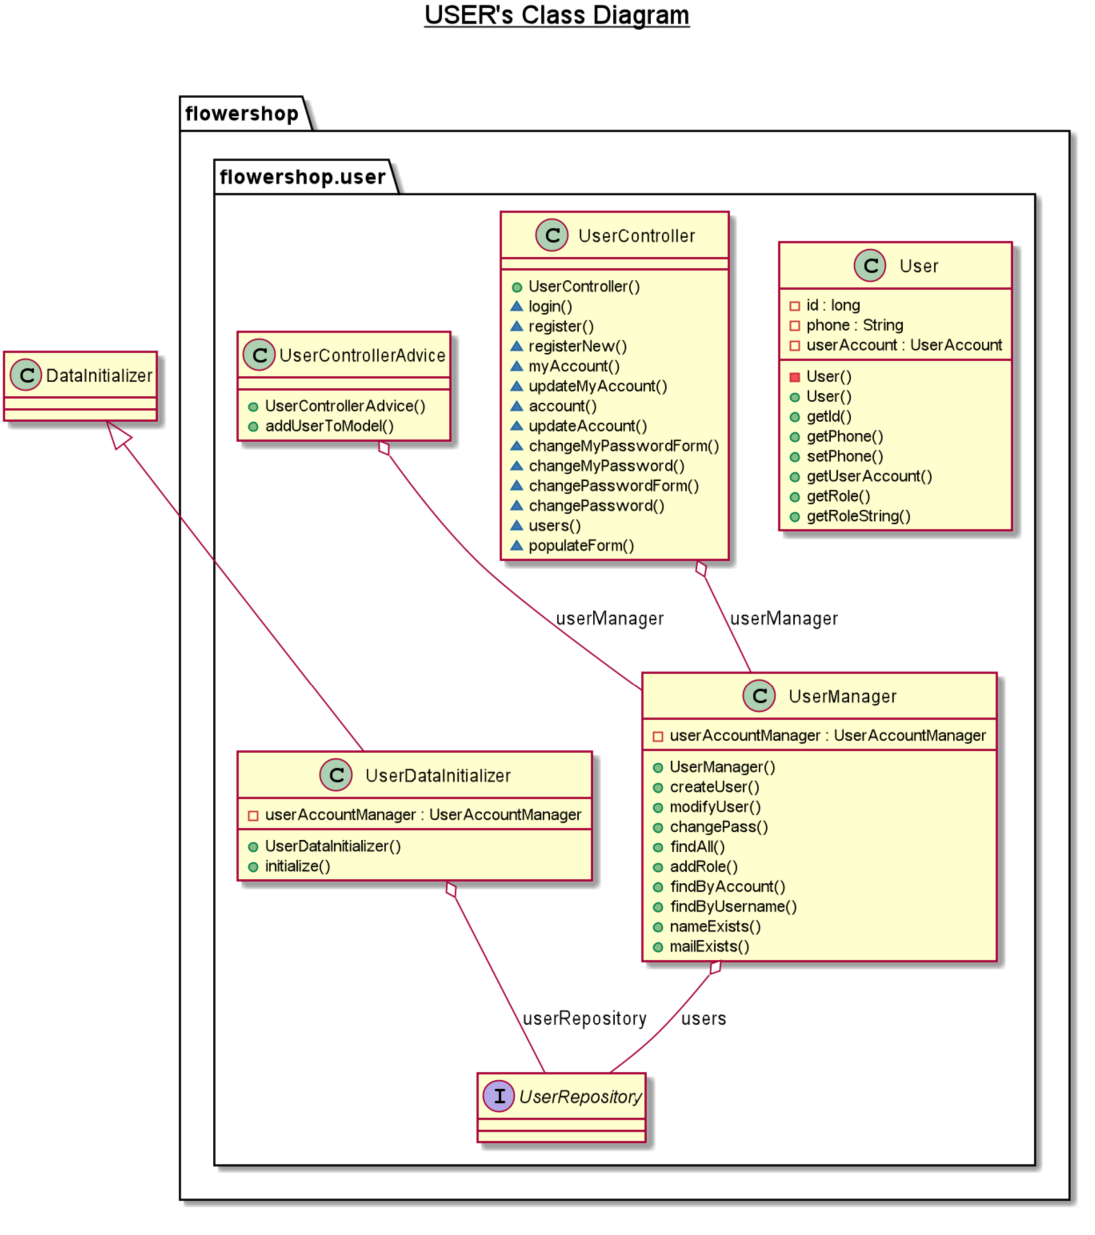 USER's Class Diagram
flowershop
flowershop.user
C UserController
UserController()
login()
register()
registerNew()
myAccount()
updateMyAccount()
account()
updateAccount()
changeMyPasswordForm()
changeMyPassword()
changePasswordForm()
changePassword()
users()
populateForm()
C User
id : long
phone : String
userAccount : UserAccount
User()
User()
getId()
getPhone()
setPhone()
getUserAccount()
getRole()
getRoleString()
C UserControllerAdvice
UserControllerAdvice()
addUserToModel()
C DataInitializer
userManager
userManager
C UserManager
userAccountManager : UserAccountManager
UserManager()
createUser()
modifyUser()
changePass()
findAll()
addRole()
findByAccount()
findByUsername()
nameExists()
mailExists()
C UserDataInitializer
userAccountManager : UserAccountManager
UserDataInitializer()
initialize()
userRepository
users
I UserRepository